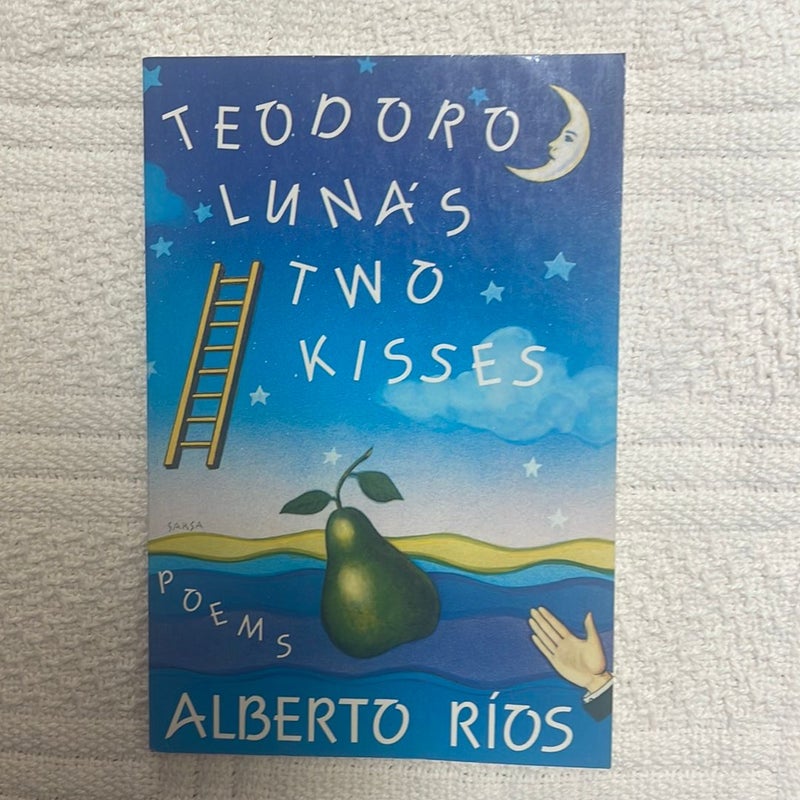 TEODORO
LUNA'S
TWO
KISSES
SARSA
POEMS
ALBERTO RÍOS